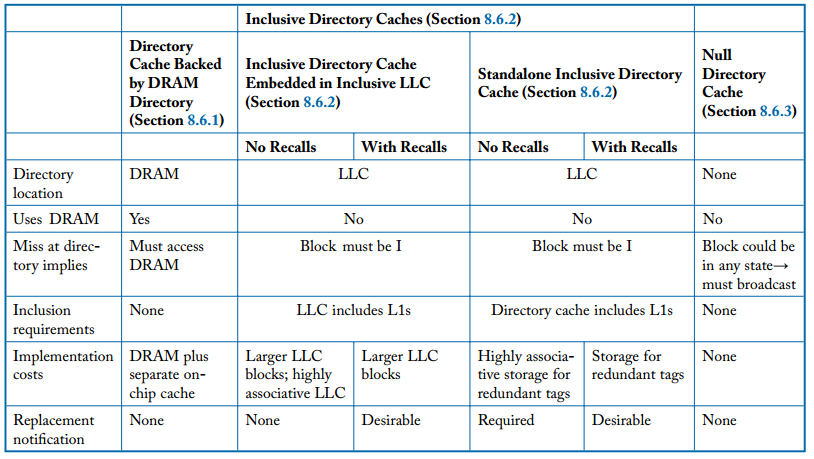 Inclusive Directory Caches (Section 8.6.2)
Directory
Cache Backed
by DRAM
Directory
(Section 8.6.1)
Inclusive Directory Cache
Embedded in Inclusive LLC
(Section 8.6.2)
Standalone Inclusive Directory
Cache (Section 8.6.2)
Null
Directory
Cache
(Section 8.6.3)
No Recalls
With Recalls
No Recalls
With Recalls
Directory
location
DRAM
LLC
LLC
None
Uses DRAM
Yes
No
No
No
Miss at direc-
tory implies
Must access
DRAM
Block must be I
Block must be I
Block could be
in any state→
must broadcast
Inclusion
requirements
None
LLC includes L1s
Directory cache includes L1s
None
Implementation
costs
DRAM plus
separate on-
chip cache
Larger LLC
blocks; highly
associative LLC
Larger LLC
blocks
Highly associa-
tive storage for
redundant tags
Storage for
redundant tags
None
Replacement
notification
None
None
Desirable
Required
Desirable
None